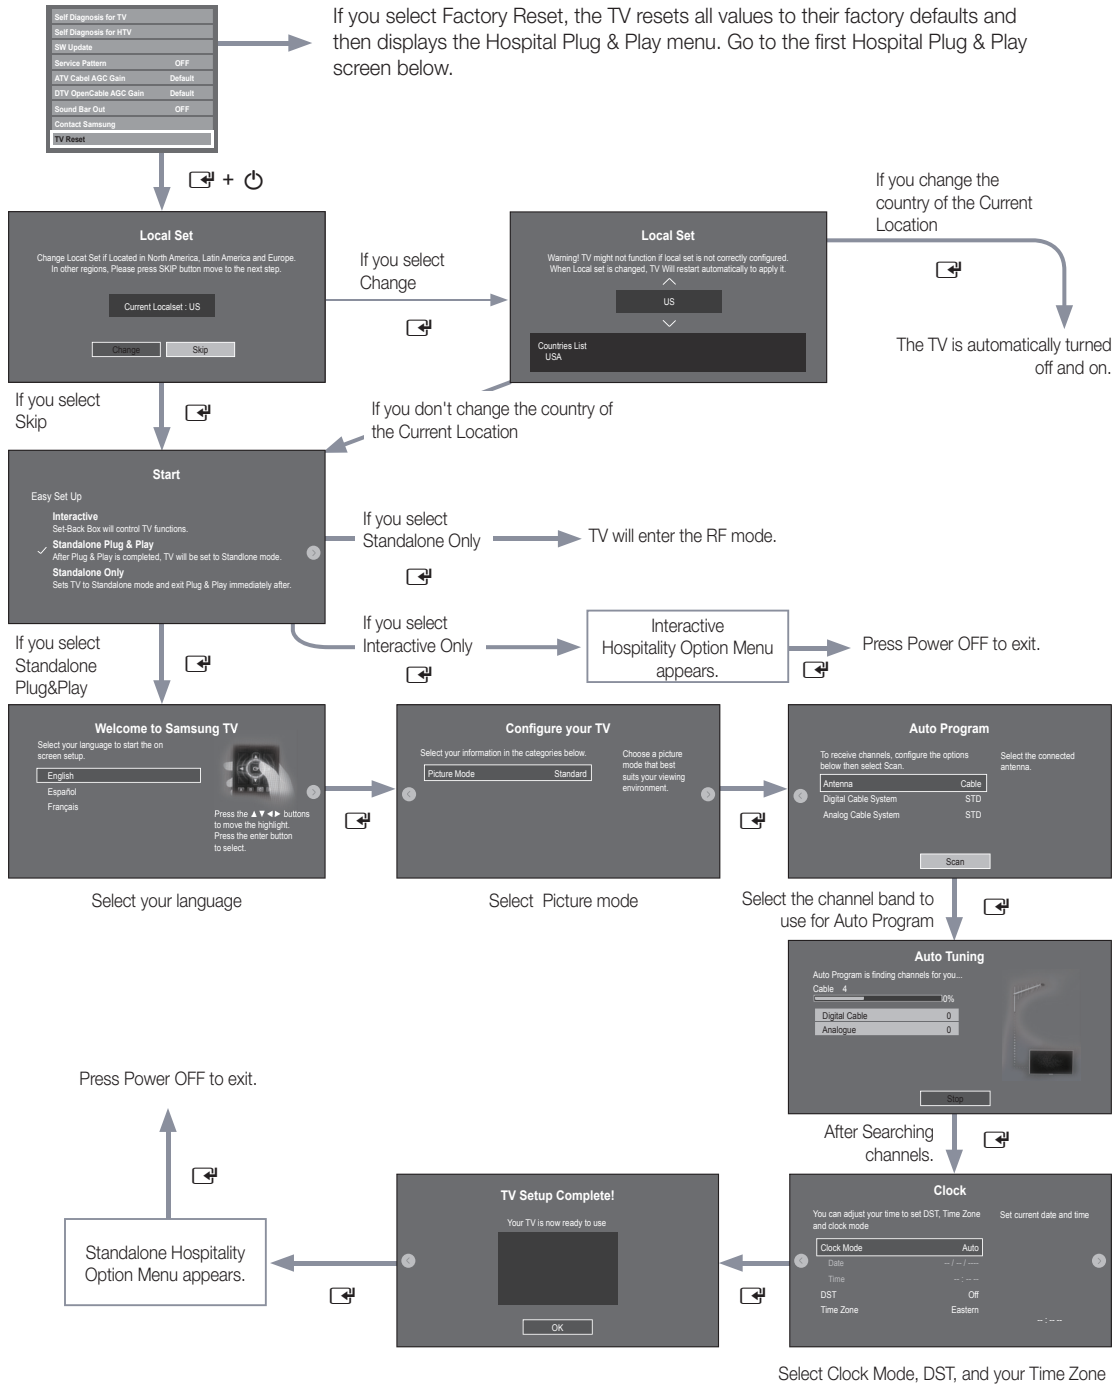 Self Diagnosis for TV
Self Diagnosis for HTV
SW Update
Service Pattern OFF
ATV Cabel AGC Gain Default
DTV OpenCable AGC Gain Default
Sound Bar Out OFF
Contact Samsung
TV Reset
If you select Factory Reset, the TV resets all values to their factory defaults and
then displays the Hospital Plug & Play menu. Go to the first Hospital Plug & Play
screen below.
+
Local Set
Change Locat Set if Located in North America, Latin America and Europe.
In other regions, Please press SKIP button move to the next step.
Current Localset : US
Change Skip
If you select
Change
Local Set
Warning! TV might not function if local set is not correctly configured.
When Local set is changed, TV Will restart automatically to apply it.
US
Countries List
USA
If you change the
country of the Current
Location
The TV is automatically turned
off and on.
If you select
Skip
If you don't change the country of
the Current Location
Start
Easy Set Up
Interactive
Set-Back Box will control TV functions.
Standalone Plug & Play
After Plug & Play is completed, TV will be set to Standlone mode.
Standalone Only
Sets TV to Standalone mode and exit Plug & Play immediately after.
If you select
Standalone Only
TV will enter the RF mode.
If you select
Interactive Only
Interactive
Hospitality Option Menu
appears.
Press Power OFF to exit.
If you select
Standalone
Plug&Play
Welcome to Samsung TV
Select your language to start the on
screen setup.
English
Español
Français
Press the ▲▼◀▶ buttons
to move the highlight.
Press the enter button
to select.
Select your language
Configure your TV
Select your information in the categories below.
Picture Mode Standard
Choose a picture
mode that best
suits your viewing
environment.
Select Picture mode
Auto Program
To receive channels, configure the options
below then select Scan.
Antenna Cable
Digital Cable System STD
Analog Cable System STD
Select the connected
antenna.
Scan
Select the channel band to
use for Auto Program
Auto Tuning
Auto Program is finding channels for you...
Cable 4
0%
Digital Cable 0
Analogue 0
Stop
After Searching
channels.
Clock
You can adjust your time to set DST, Time Zone
and clock mode
Set current date and time
Clock Mode Auto
Date -- / -- / ----
Time -- : -- --
DST Off
Time Zone Eastern
-- : -- --
Select Clock Mode, DST, and your Time Zone
TV Setup Complete!
Your TV is now ready to use
OK
Standalone Hospitality
Option Menu appears.
Press Power OFF to exit.